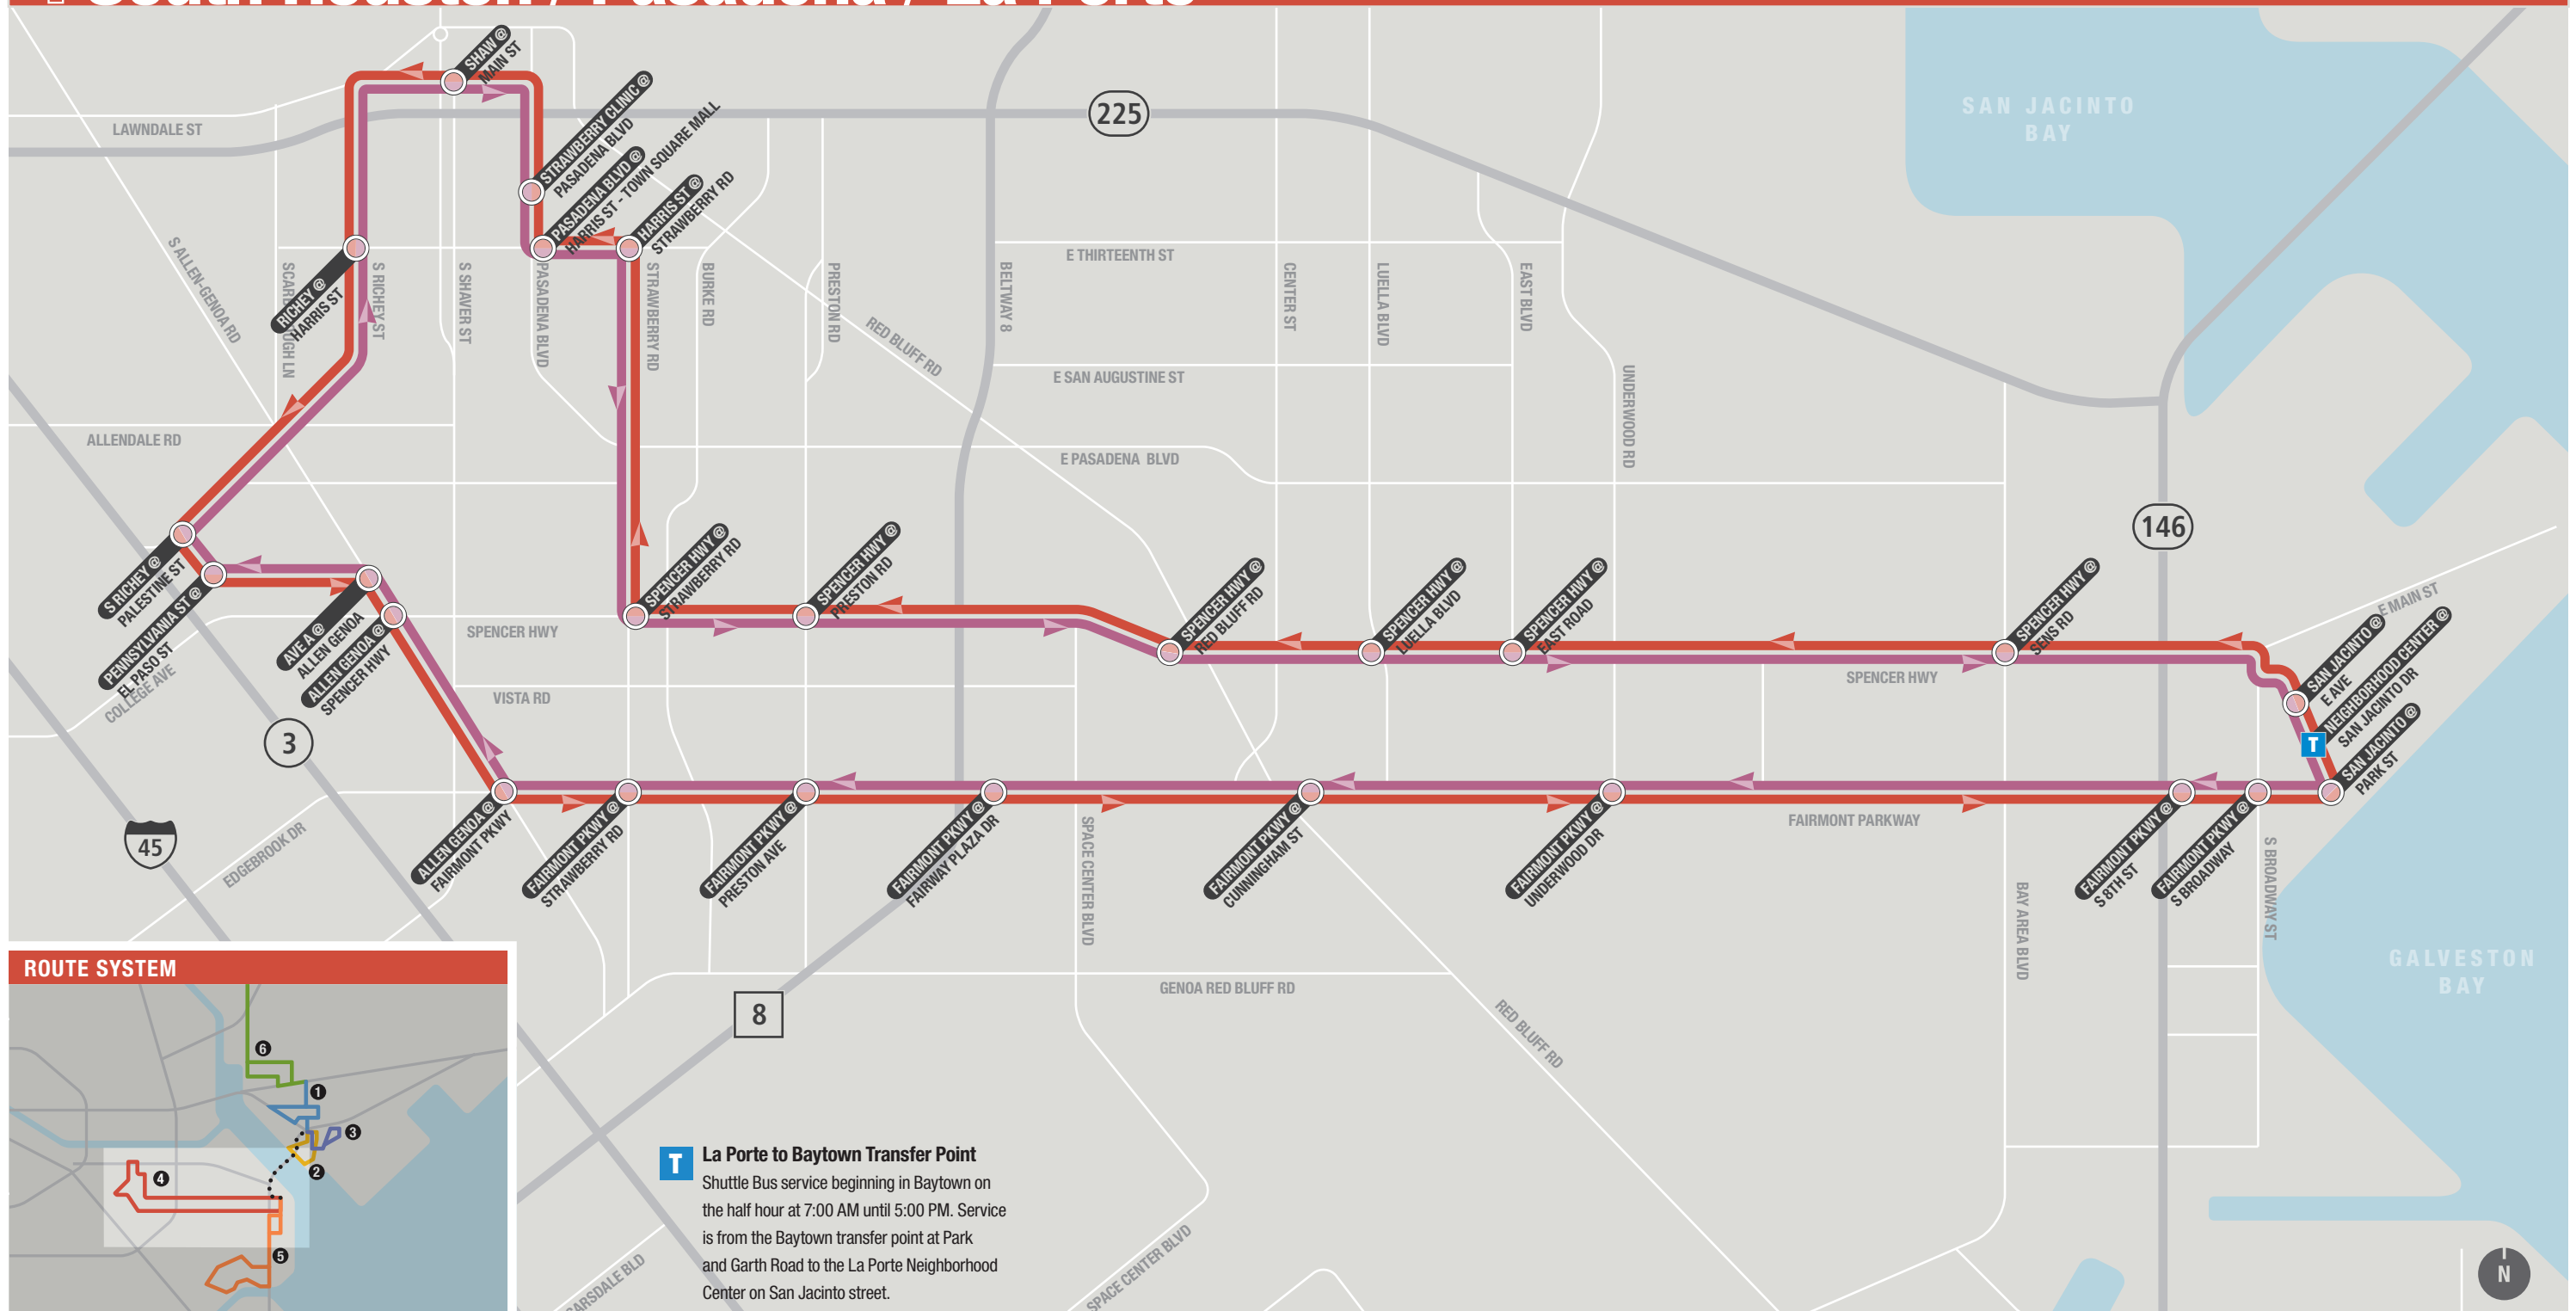 South Houston / Pasadena / La Porte
SHAW @
MAIN ST
STRAWBERRY CLINIC @
PASADENA BLVD
PASADENA BLVD @
HARRIS ST - TOWN SQUARE MALL
HARRIS ST @
STRAWBERRY RD
225
SAN JACINTO
BAY
LAWNDALE ST
S ALLEN-GENOA RD
SCARBOROUGH LN
S RICHEY ST
S SHAVER ST
PASADENA BLVD
STRAWBERRY RD
BURKE RD
PRESTON RD
RED BLUFF RD
BELTWAY 8
E THIRTEENTH ST
CENTER ST
LUELLA BLVD
EAST BLVD
UNDERWOOD RD
RICHEY @
HARRIS ST
E SAN AUGUSTINE ST
ALLENDALE RD
E PASADENA BLVD
146
S RICHEY @
PALESTINE ST
PENNSYLVANIA ST @
EL PASO ST
COLLEGE AVE
AVE A @
ALLEN GENOA
ALLEN GENOA @
SPENCER HWY
SPENCER HWY
VISTA RD
SPENCER HWY @
STRAWBERRY RD
SPENCER HWY @
PRESTON RD
SPENCER HWY @
RED BLUFF RD
SPENCER HWY @
LUELLA BLVD
SPENCER HWY @
EAST ROAD
SPENCER HWY @
SENS RD
SPENCER HWY
E MAIN ST
SAN JACINTO @
E AVE
NEIGHBORHOOD CENTER @
SAN JACINTO DR
T
SAN JACINTO @
PARK ST
3
45
EDGEBROOK DR
ALLEN GENOA @
FAIRMONT PKWY
FAIRMONT PKWY @
STRAWBERRY RD
FAIRMONT PKWY @
PRESTON AVE
FAIRMONT PKWY @
FAIRWAY PLAZA DR
SPACE CENTER BLVD
FAIRMONT PKWY @
CUNNINGHAM ST
FAIRMONT PKWY @
UNDERWOOD DR
FAIRMONT PARKWAY
BAY AREA BLVD
FAIRMONT PKWY @
S 8TH ST
FAIRMONT PKWY @
S BROADWAY
S BROADWAY ST
GALVESTON
BAY
GENOA RED BLUFF RD
RED BLUFF RD
8
ROUTE SYSTEM
6
1
3
2
4
5
T
La Porte to Baytown Transfer Point
Shuttle Bus service beginning in Baytown on
the half hour at 7:00 AM until 5:00 PM. Service
is from the Baytown transfer point at Park
and Garth Road to the La Porte Neighborhood
Center on San Jacinto street.
SPACE CENTER BLVD
N